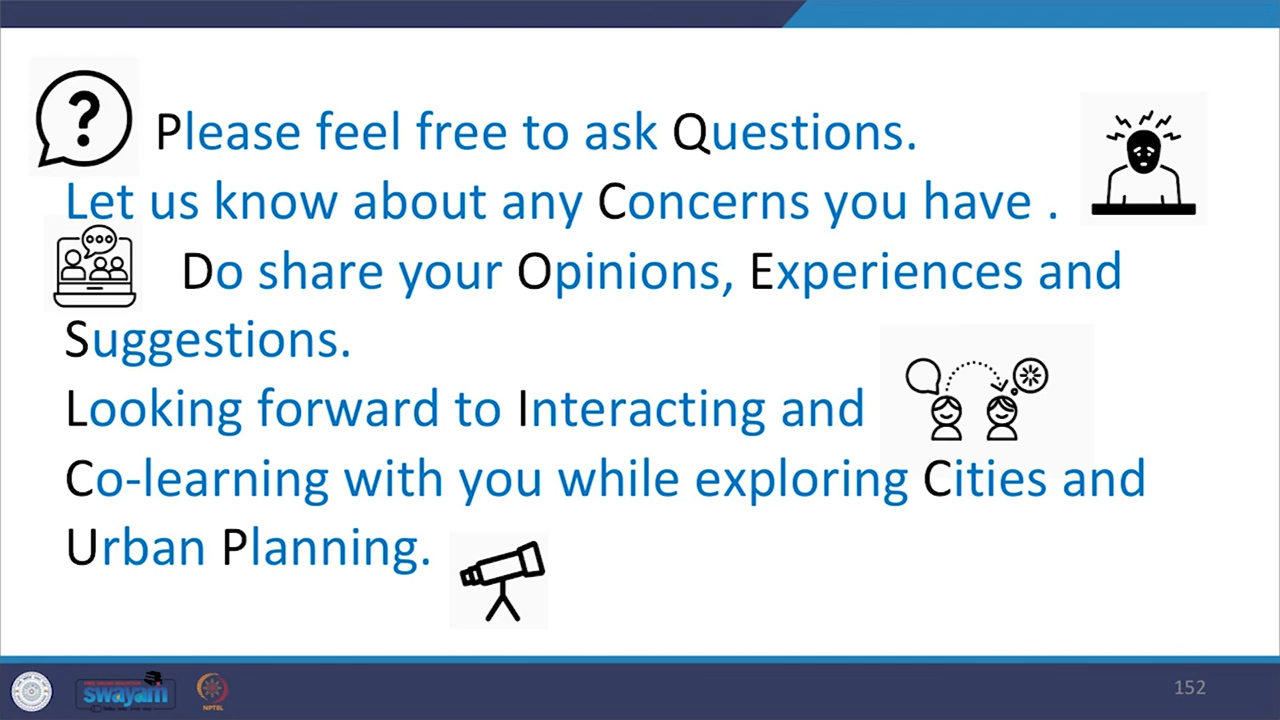 Please feel free to ask Questions.
Let us know about any Concerns you have .
Do share your Opinions, Experiences and
Suggestions.
Looking forward to Interacting and
Co-learning with you while exploring Cities and
Urban Planning.
swayam
NPTEL
152